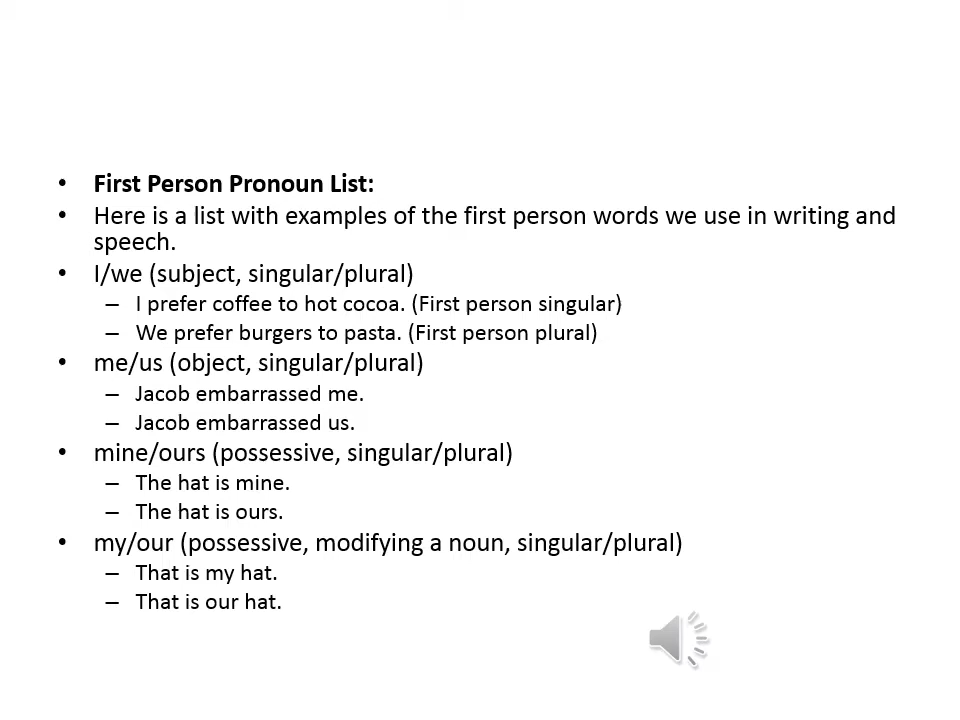 • First Person Pronoun List:
• Here is a list with examples of the first person words we use in writing and
speech.
• I/we (subject, singular/plural)
– I prefer coffee to hot cocoa. (First person singular)
– We prefer burgers to pasta. (First person plural)
• me/us (object, singular/plural)
– Jacob embarrassed me.
– Jacob embarrassed us.
• mine/ours (possessive, singular/plural)
– The hat is mine.
– The hat is ours.
• my/our (possessive, modifying a noun, singular/plural)
– That is my hat.
– That is our hat.